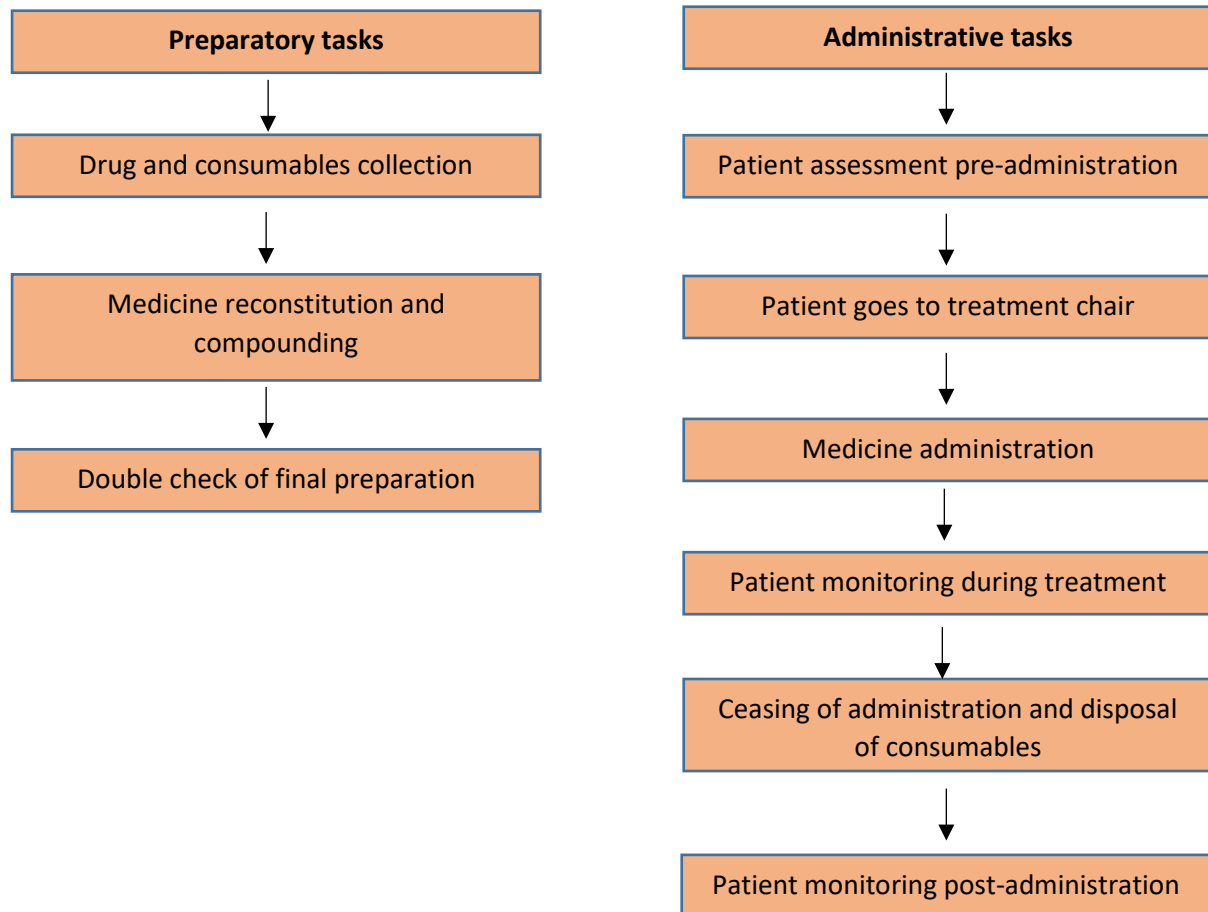 Preparatory tasks
Drug and consumables collection
Medicine reconstitution and
compounding
Double check of final preparation
Administrative tasks
Patient assessment pre-administration
Patient goes to treatment chair
Medicine administration
Patient monitoring during treatment
Ceasing of administration and disposal
of consumables
Patient monitoring post-administration